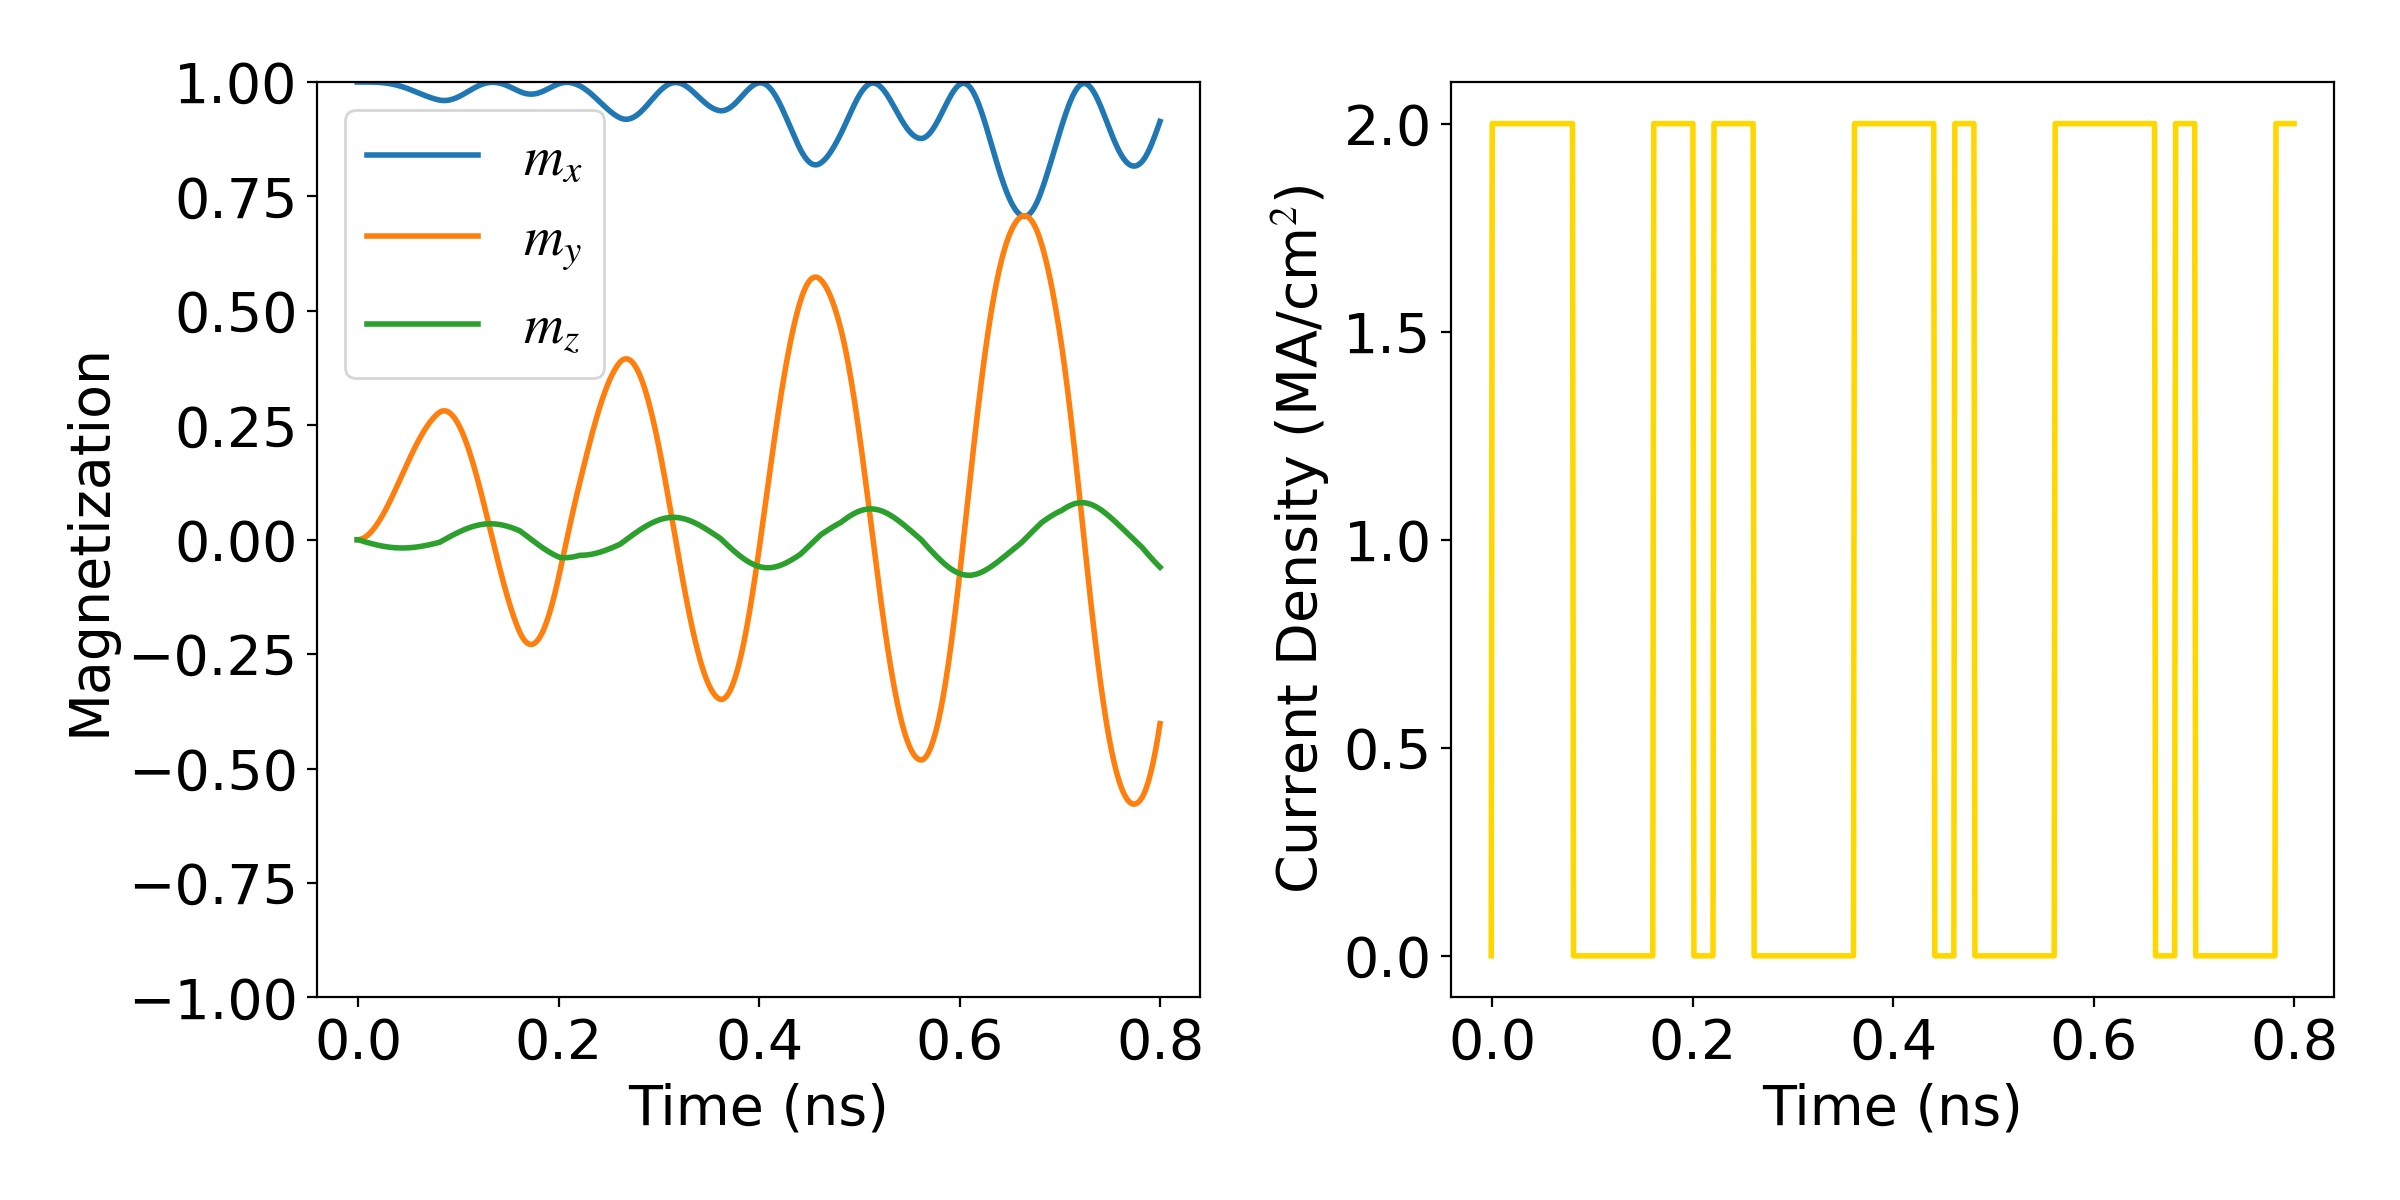 1.00
0.75
0.50
0.25
0.00
−0.25
−0.50
−0.75
−1.00
Magnetization
m_x
m_y
m_z
0.0 0.2 0.4 0.6 0.8
Time (ns)
2.0
1.5
1.0
0.5
0.0
Current Density (MA/cm²)
0.0 0.2 0.4 0.6 0.8
Time (ns)